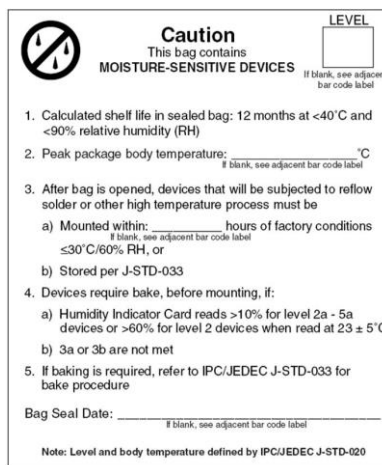 LEVEL
Caution
This bag contains
MOISTURE-SENSITIVE DEVICES
If blank, see adjacent
bar code label
1. Calculated shelf life in sealed bag: 12 months at <40˚C and
<90% relative humidity (RH)
2. Peak package body temperature: ____________________˚C
If blank, see adjacent bar code label
3. After bag is opened, devices that will be subjected to reflow
solder or other high temperature process must be
a) Mounted within: __________ hours of factory conditions
If blank, see adjacent bar code label
≤30˚C/60% RH, or
b) Stored per J-STD-033
4. Devices require bake, before mounting, if:
a) Humidity Indicator Card reads >10% for level 2a - 5a
devices or >60% for level 2 devices when read at 23 ± 5˚C
b) 3a or 3b are not met
5. If baking is required, refer to IPC/JEDEC J-STD-033 for
bake procedure
Bag Seal Date: ______________________________________
If blank, see adjacent bar code label
Note: Level and body temperature defined by IPC/JEDEC J-STD-020